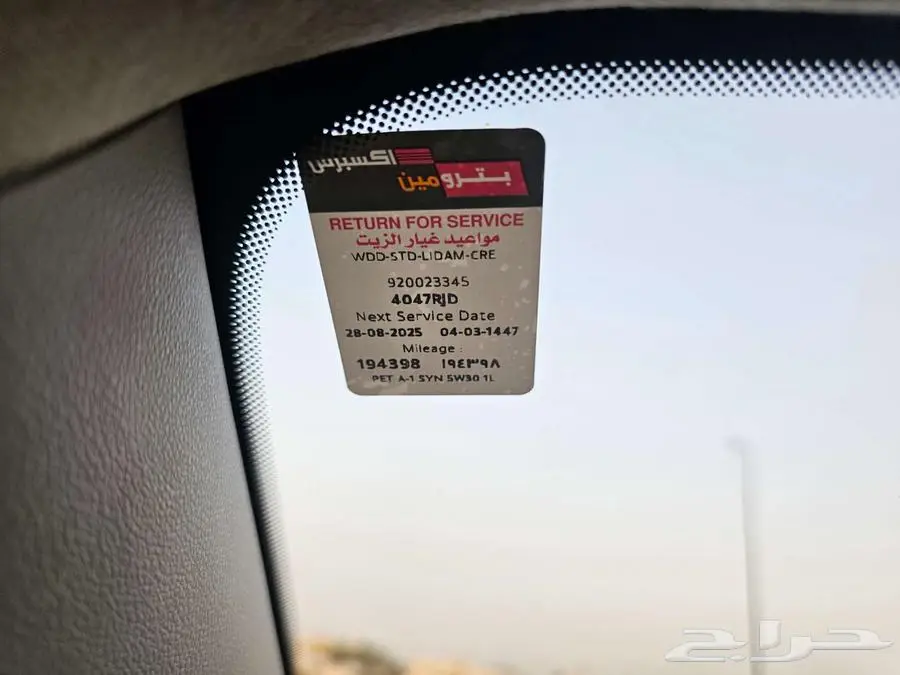 بترومين اكسبرس
RETURN FOR SERVICE
مواعيد غيار الزيت
WDD-STD-LIDAM-CRE
920023345
4047RJD
Next Service Date
28-08-2025 04-03-1447
Mileage :
194398 ١٩٤٣٩٨
PET A-1 SYN 5W30 1L
حراج